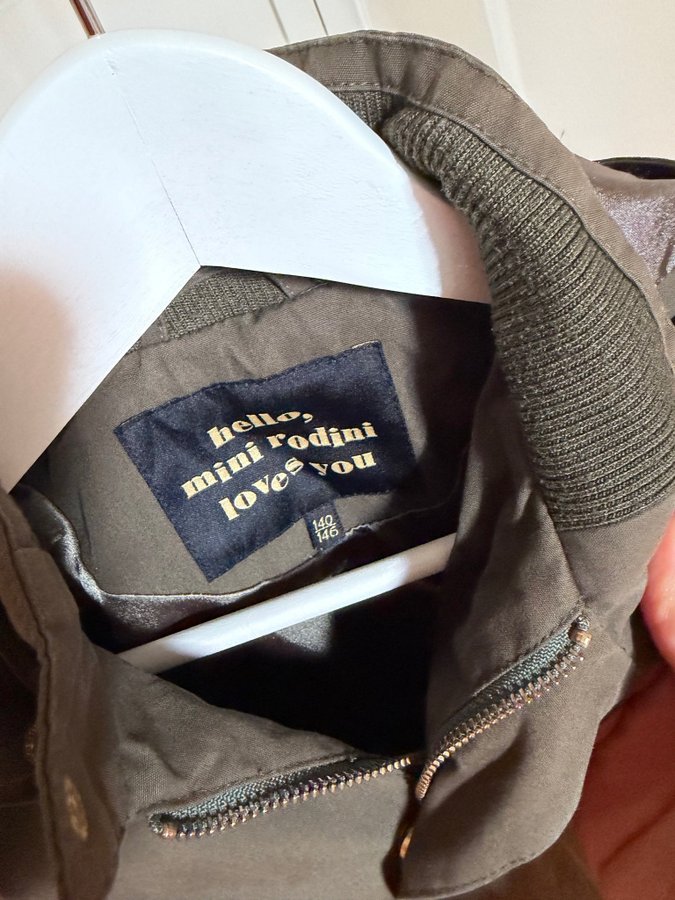 hello,
mini rodini
loves you
140
146